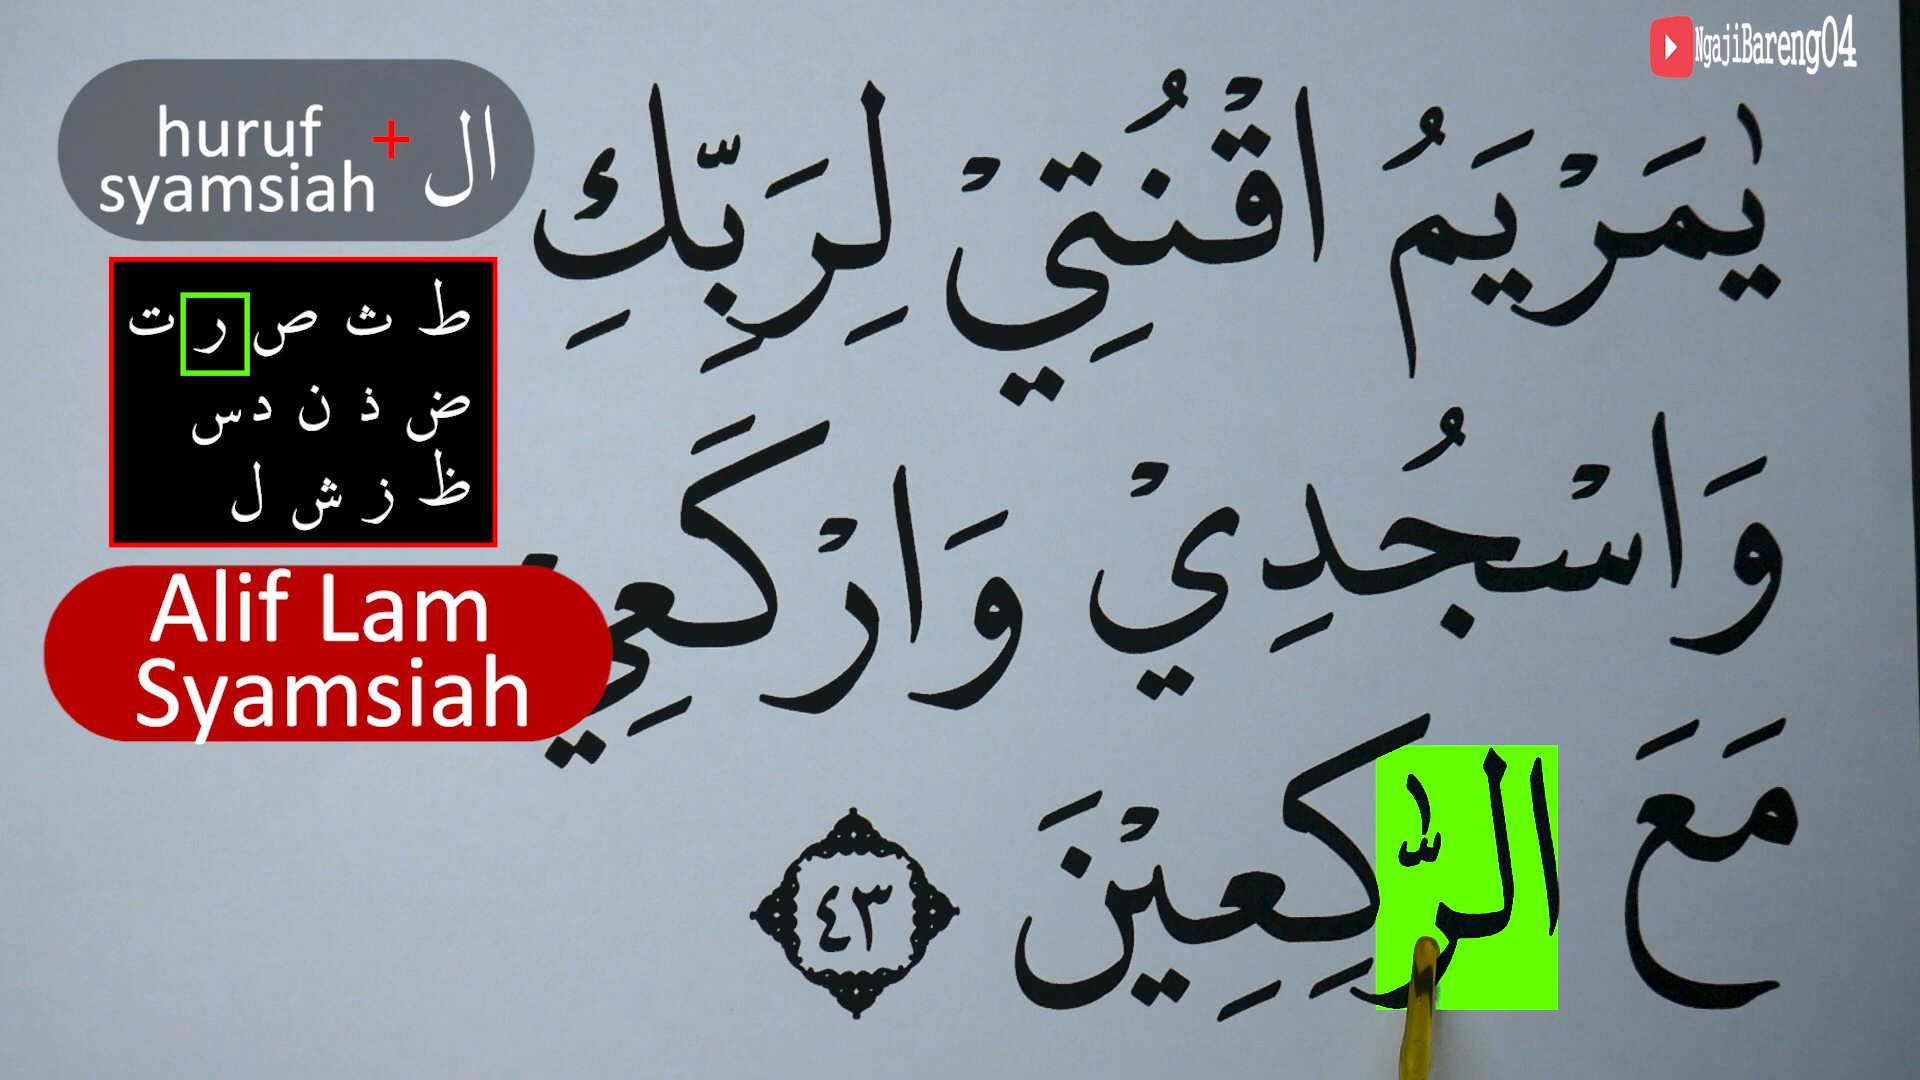 NgajiBareng04
huruf syamsiah + ال
ط ث ص ر ت
ض ذ ن د س
ظ ز ش ل
Alif Lam
Syamsiah
يٰمَرْيَمُ اقْنُتِيْ لِرَبِّكِ
وَاسْجُدِيْ وَارْكَعِيْ
مَعَ الرّٰكِعِيْنَ ٤٣